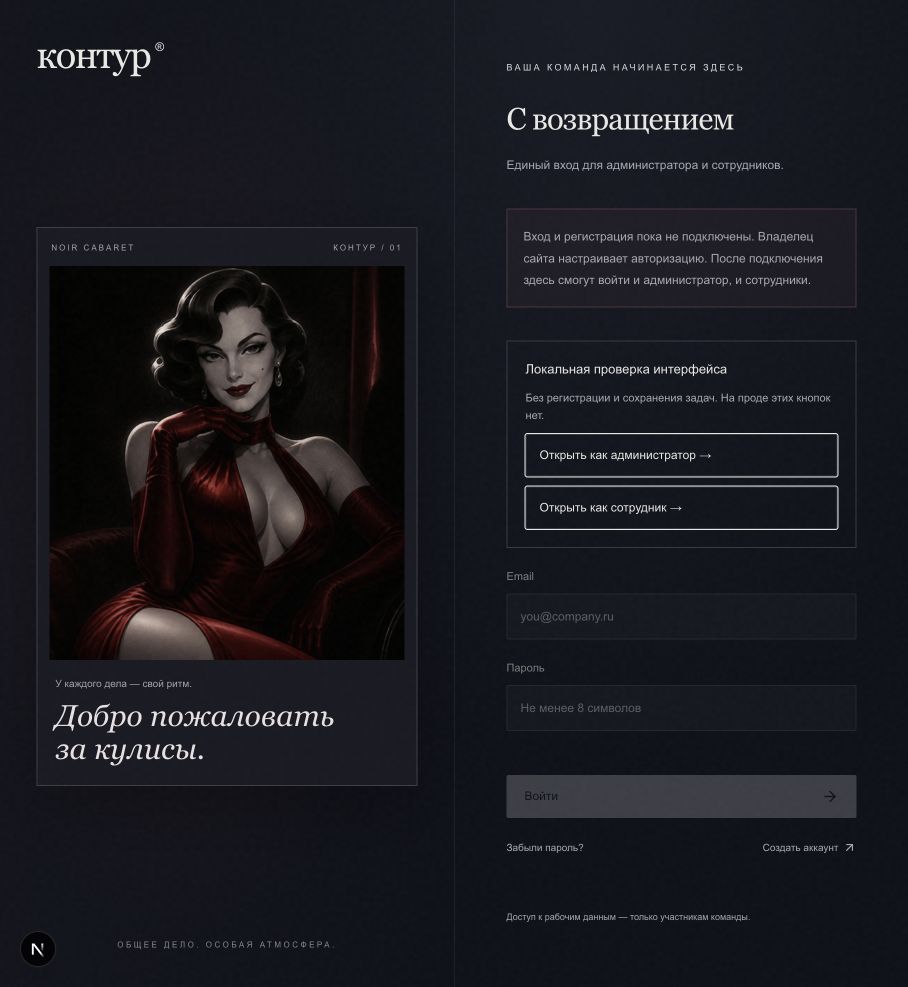 контур®
NOIR CABARET
КОНТУР / 01
У каждого дела — свой ритм.
Добро пожаловать
за кулисы.
ОБЩЕЕ ДЕЛО. ОСОБАЯ АТМОСФЕРА.
N
ВАША КОМАНДА НАЧИНАЕТСЯ ЗДЕСЬ
С возвращением
Единый вход для администратора и сотрудников.
Вход и регистрация пока не подключены. Владелец
сайта настраивает авторизацию. После подключения
здесь смогут войти и администратор, и сотрудники.
Локальная проверка интерфейса
Без регистрации и сохранения задач. На проде этих кнопок
нет.
Открыть как администратор →
Открыть как сотрудник →
Email
you@company.ru
Пароль
Не менее 8 символов
Войти →
Забыли пароль?
Создать аккаунт ↗
Доступ к рабочим данным — только участникам команды.